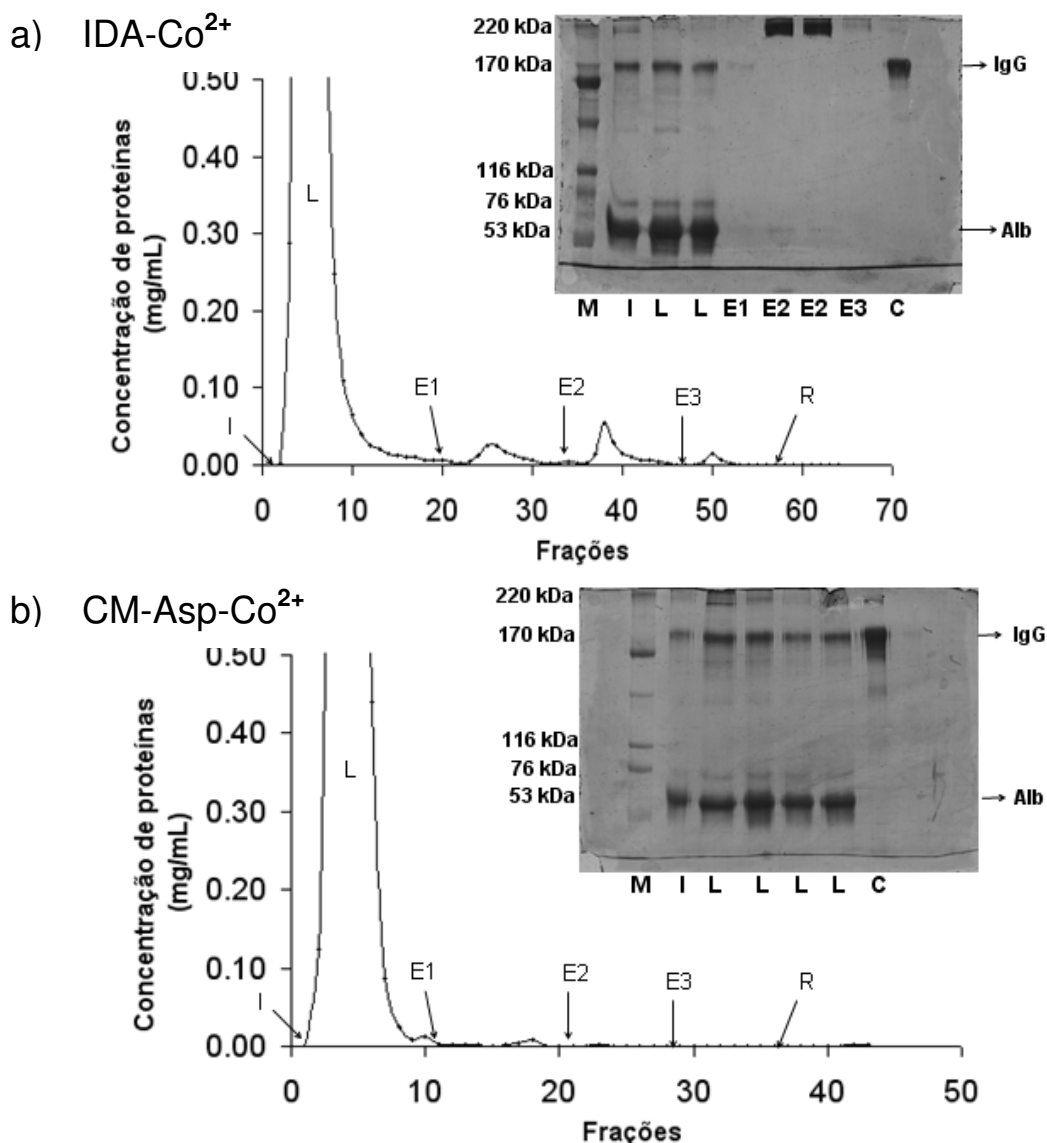 a) IDA-Co²⁺
Concentração de proteínas
(mg/mL)
0.50
0.40
0.30
0.20
0.10
0.00
L
I
E1
E2
E3
R
0 10 20 30 40 50 60 70
Frações
220 kDa
170 kDa
116 kDa
76 kDa
53 kDa
IgG
Alb
M I L L E1 E2 E2 E3 C
b) CM-Asp-Co²⁺
Concentração de proteínas
(mg/mL)
0.50
0.40
0.30
0.20
0.10
0.00
L
I
E1
E2
E3
R
0 10 20 30 40 50
Frações
220 kDa
170 kDa
116 kDa
76 kDa
53 kDa
IgG
Alb
M I L L L L C